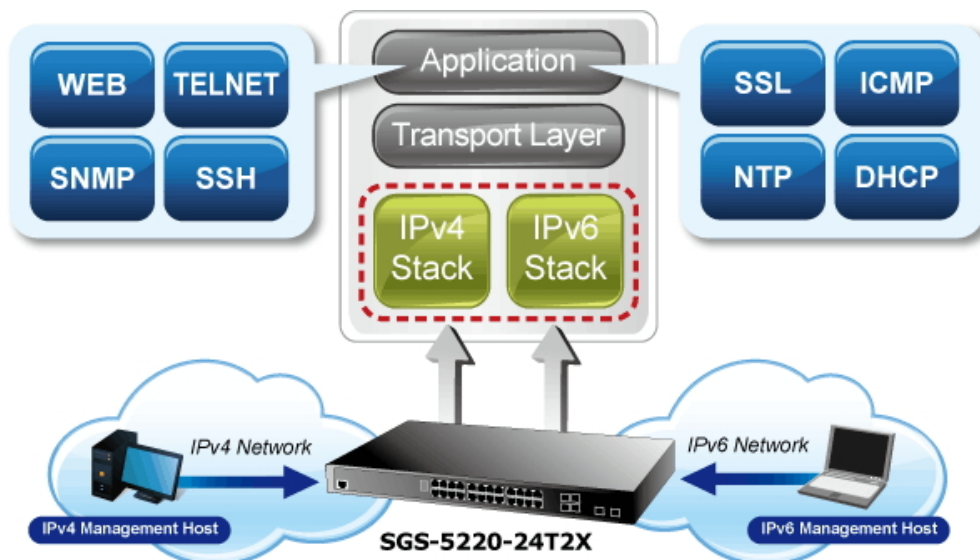 WEB
TELNET
SNMP
SSH
Application
Transport Layer
IPv4
Stack
IPv6
Stack
SSL
ICMP
NTP
DHCP
IPv4 Network
IPv6 Network
IPv4 Management Host
IPv6 Management Host
SGS-5220-24T2X